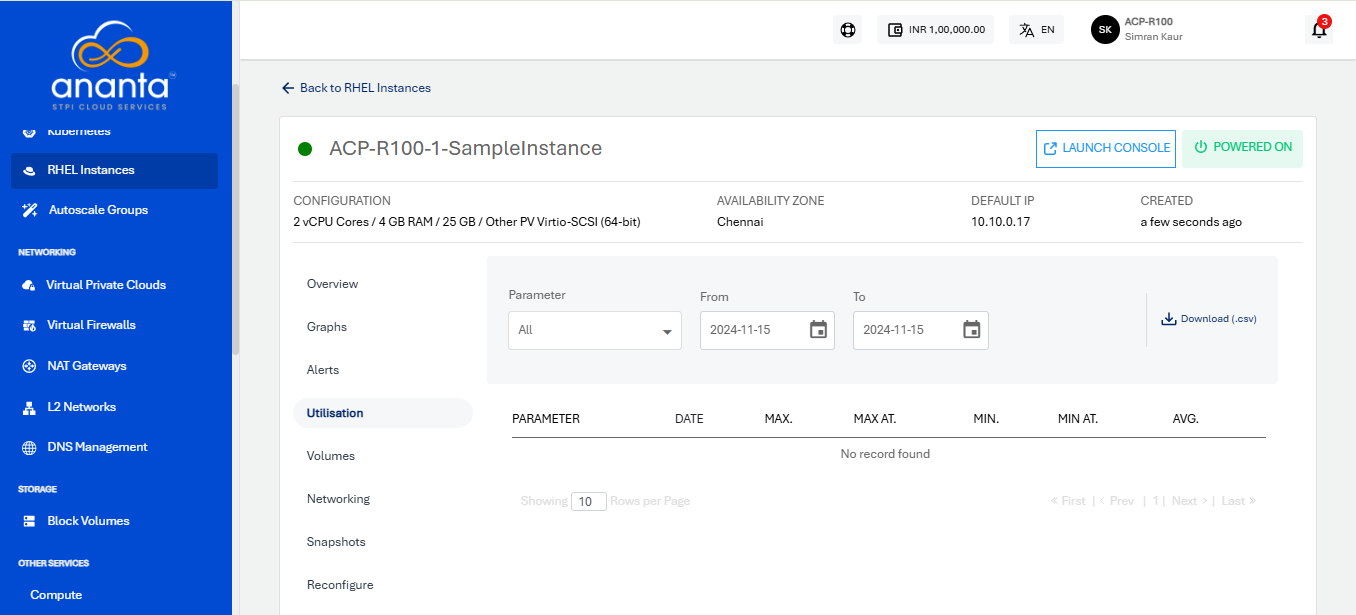 ananta™
STPI CLOUD SERVICES
Kubernetes
RHEL Instances
Autoscale Groups
NETWORKING
Virtual Private Clouds
Virtual Firewalls
NAT Gateways
L2 Networks
DNS Management
STORAGE
Block Volumes
OTHER SERVICES
Compute
INR 1,00,000.00
EN
SK
ACP-R100
Simran Kaur
3
Back to RHEL Instances
ACP-R100-1-SampleInstance
LAUNCH CONSOLE
POWERED ON
CONFIGURATION AVAILABILITY ZONE DEFAULT IP CREATED
2 vCPU Cores / 4 GB RAM / 25 GB / Other PV Virtio-SCSI (64-bit) Chennai 10.10.0.17 a few seconds ago
Overview
Graphs
Alerts
Utilisation
Volumes
Networking
Snapshots
Reconfigure
Parameter From To
All 2024-11-15 2024-11-15
Download (.csv)
PARAMETER DATE MAX. MAX AT. MIN. MIN AT. AVG.
No record found
Showing 10 Rows per Page
« First | ‹ Prev | 1 | Next › | Last »